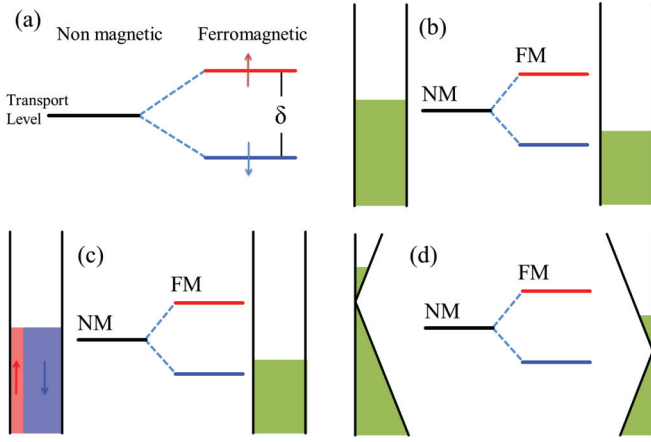 (a)
Non magnetic Ferromagnetic
Transport
Level
δ
(b)
FM
NM
(c)
FM
NM
(d)
FM
NM